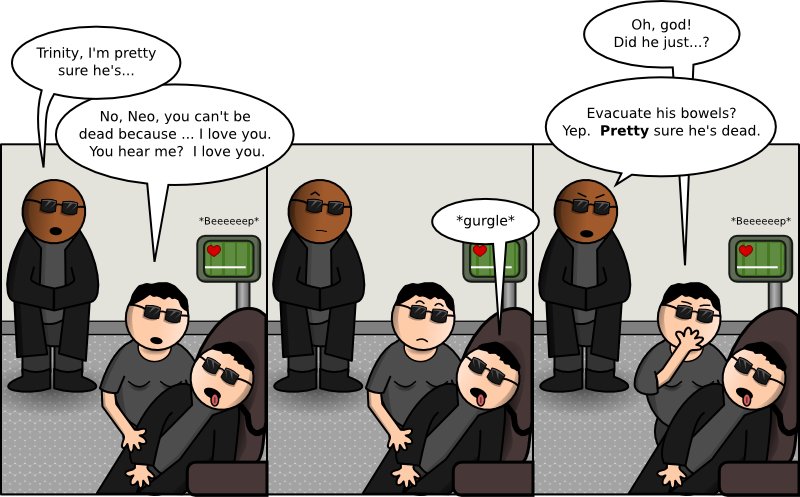 Trinity, I'm pretty
sure he's...
No, Neo, you can't be
dead because ... I love you.
You hear me?  I love you.
*Beeeeeep*
*gurgle*
Oh, god!
Did he just...?
Evacuate his bowels?
Yep.  Pretty sure he's dead.
*Beeeeeep*